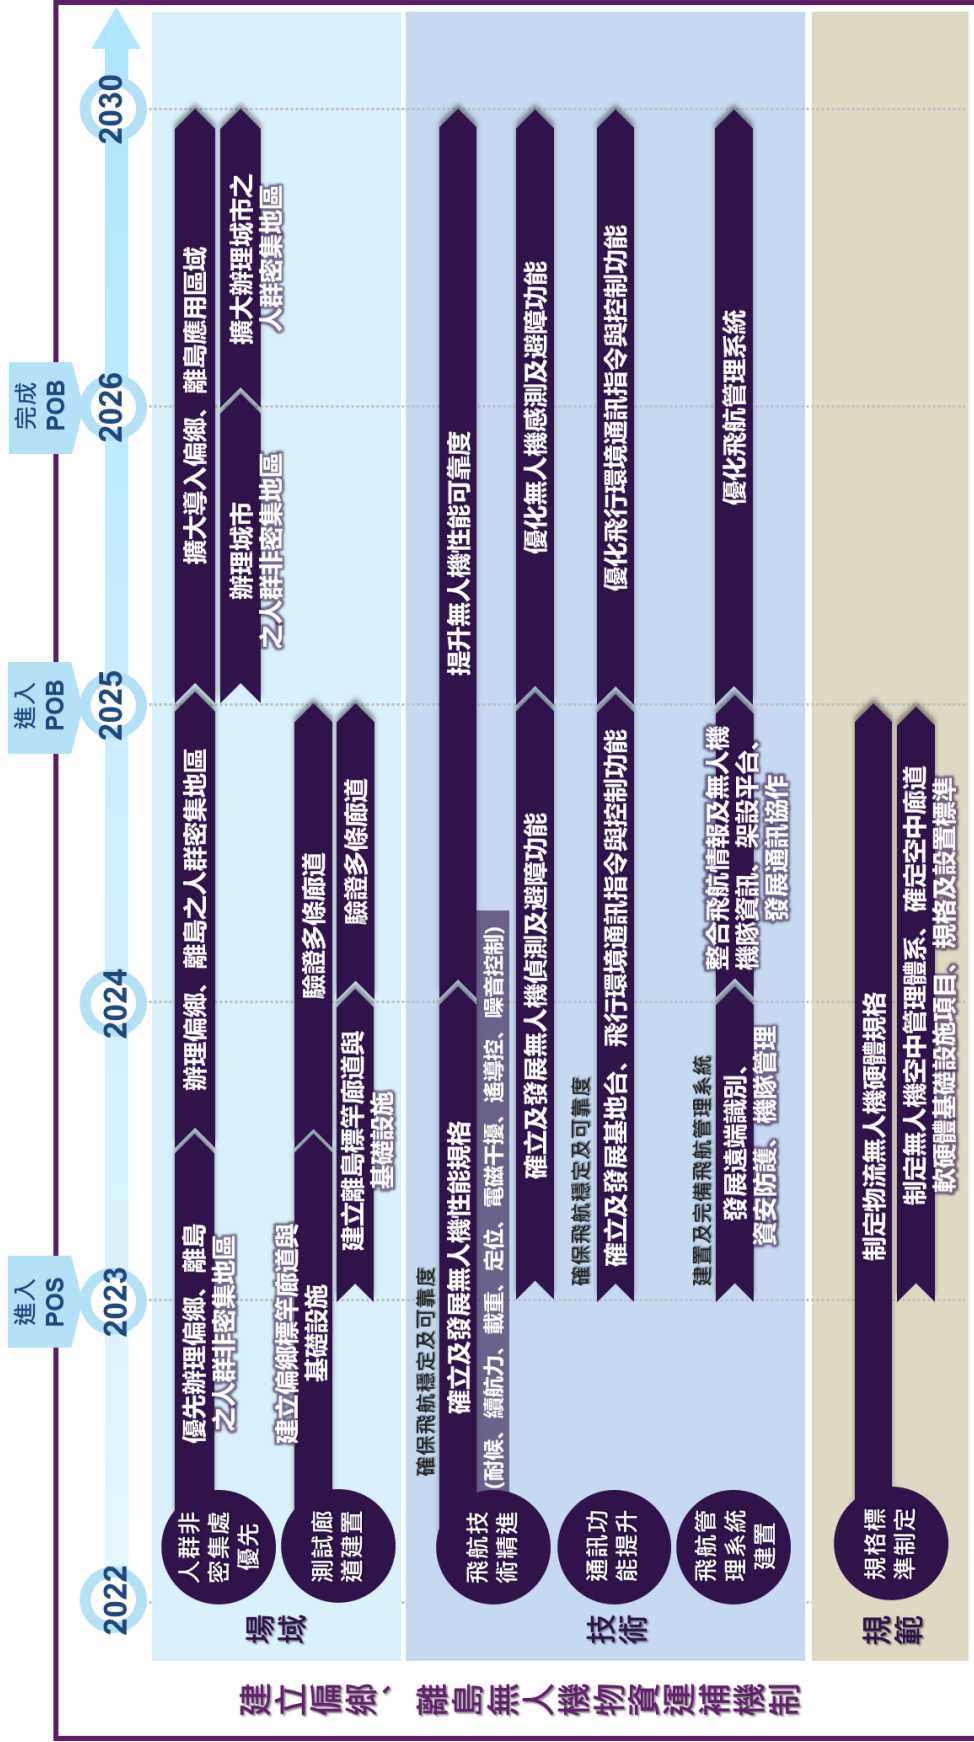 建立偏鄉、離島無人機物資運補機制
進入
POS
進入
POB
完成
POB
2022
2023
2024
2025
2026
2030
場域
人群非
密集處
優先
優先辦理偏鄉、離島
之人群非密集地區
辦理偏鄉、離島之人群密集地區
擴大導入偏鄉、離島應用區域
辦理城市
之人群非密集地區
擴大辦理城市之
人群密集地區
測試廊
道建置
建立偏鄉標竿廊道與
基礎設施
驗證多條廊道
建立離島標竿廊道與
基礎設施
驗證多條廊道
技術
飛航技
術精進
確保飛航穩定及可靠度
確立及發展無人機性能規格
提升無人機性能可靠度
(耐候、續航力、載重、定位、電磁干擾、遙導控、噪音控制)
確立及發展無人機偵測及避障功能
優化無人機感測及避障功能
通訊功
能提升
確保飛航穩定及可靠度
確立及發展基地台、飛行環境通訊指令與控制功能
優化飛行環境通訊指令與控制功能
飛航管
理系統
建置
建置及完備飛航管理系統
發展遠端識別、
資安防護、機隊管理
整合飛航情報及無人機
機隊資訊、架設平台、
發展通訊協作
優化飛航管理系統
規範
規格標
準制定
制定物流無人機硬體規格
制定無人機空中管理體系、確定空中廊道
軟硬體基礎設施項目、規格及設置標準